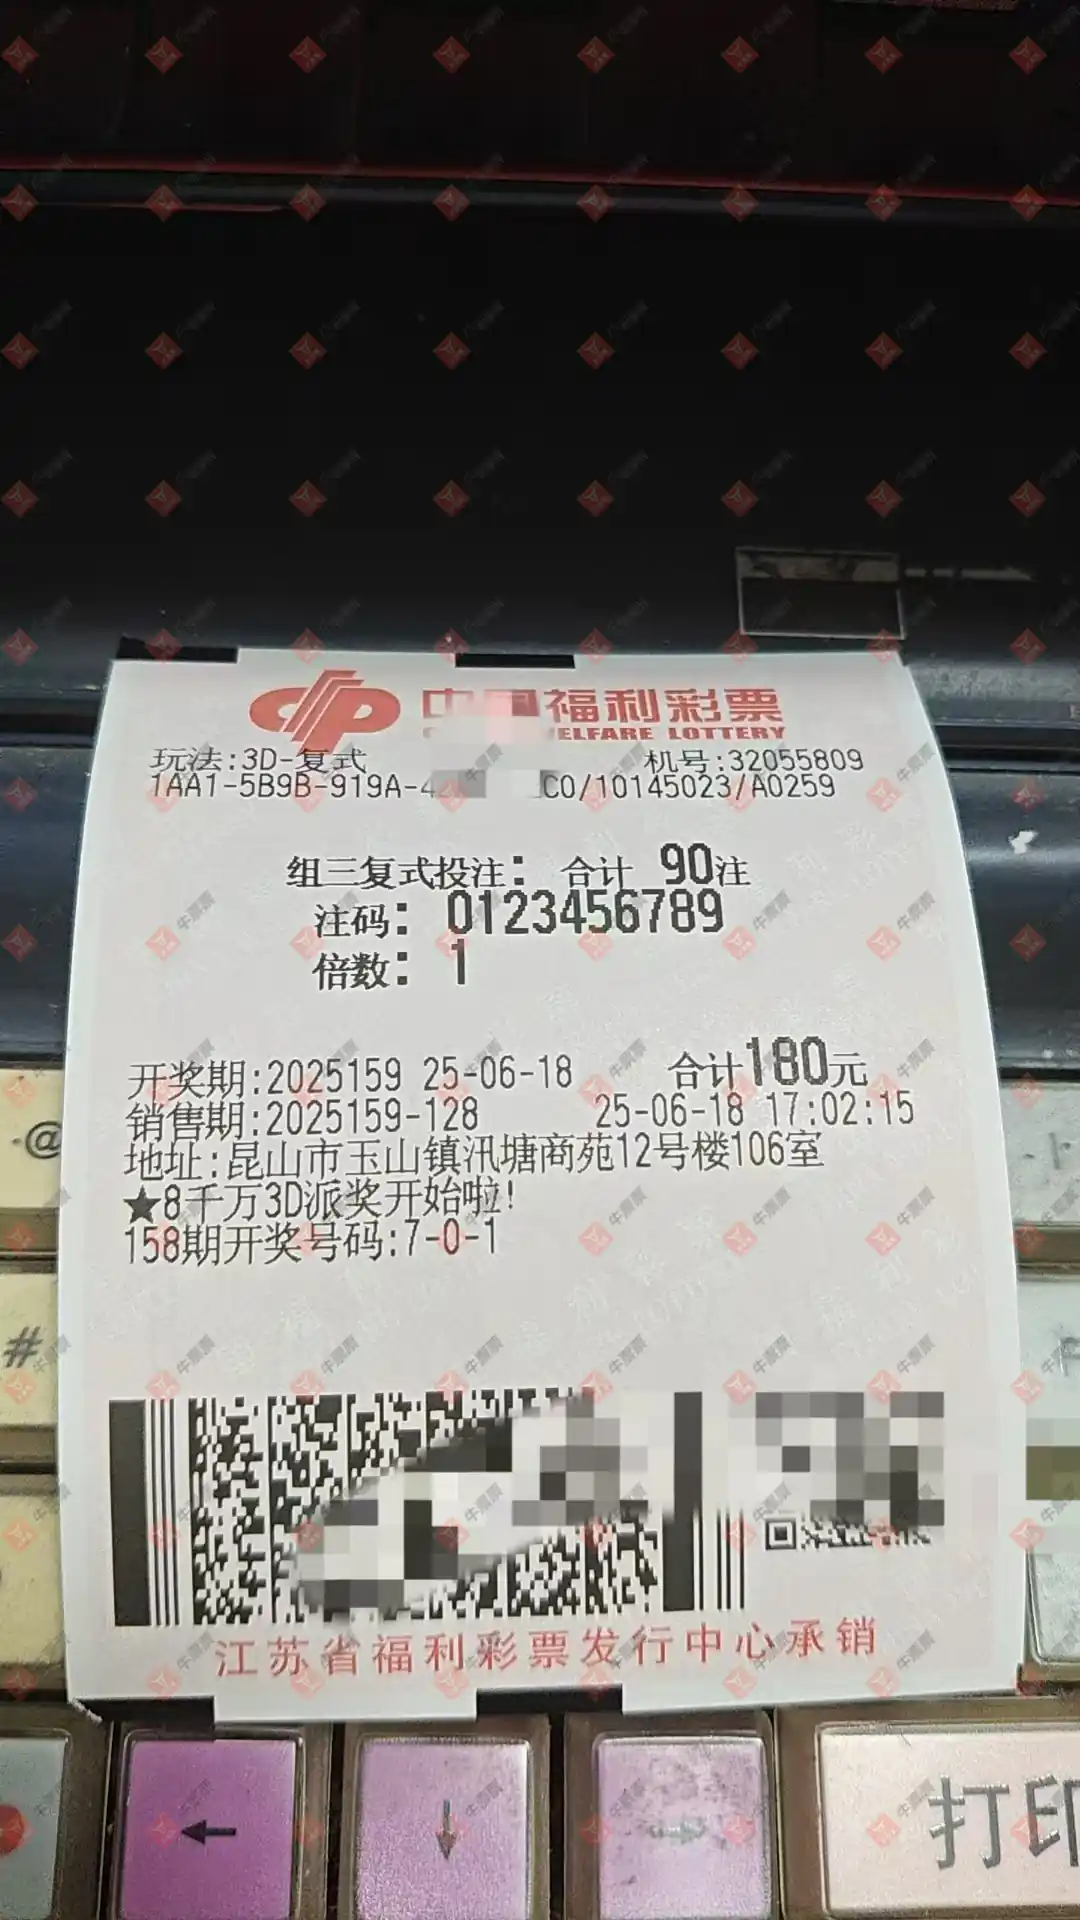 中国福利彩票
WELFARE LOTTERY
玩法:3D-复式 机号:32055809
1AA1-5B9B-919A-42 C0/10145023/A0259
组三复式投注: 合计 90注
注码: 0123456789
倍数: 1
开奖期:2025159 25-06-18 合计180元
销售期:2025159-128 25-06-18 17:02:15
地址:昆山市玉山镇汛塘商苑12号楼106室
★8千万3D派奖开始啦!
158期开奖号码:7-0-1
江苏省福利彩票发行中心承销
@
#
←
↓
→
打印
牛票票